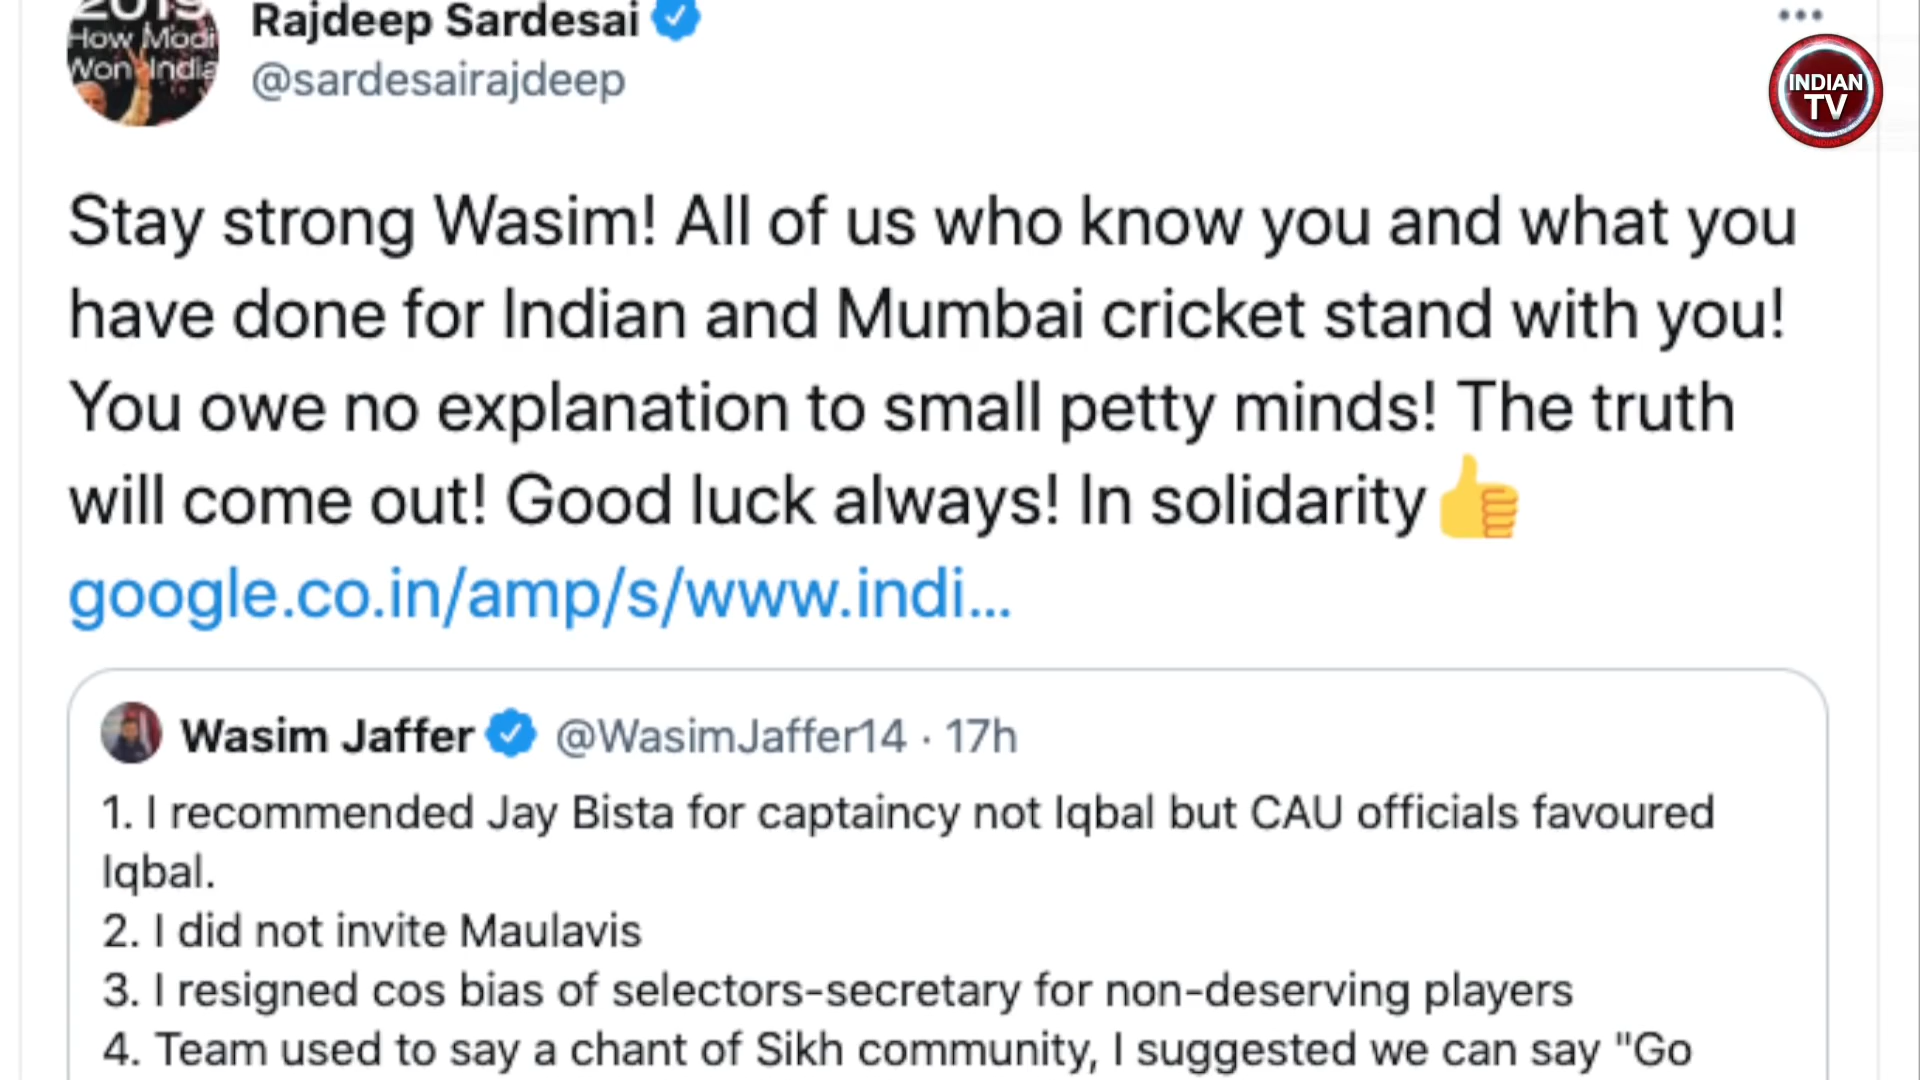 2019
How Modi
Won India
Rajdeep Sardesai
@sardesairajdeep
INDIAN
TV
Stay strong Wasim! All of us who know you and what you
have done for Indian and Mumbai cricket stand with you!
You owe no explanation to small petty minds! The truth
will come out! Good luck always! In solidarity👍
google.co.in/amp/s/www.indi...
Wasim Jaffer @WasimJaffer14 · 17h
1. I recommended Jay Bista for captaincy not Iqbal but CAU officials favoured
Iqbal.
2. I did not invite Maulavis
3. I resigned cos bias of selectors-secretary for non-deserving players
4. Team used to say a chant of Sikh community, I suggested we can say "Go